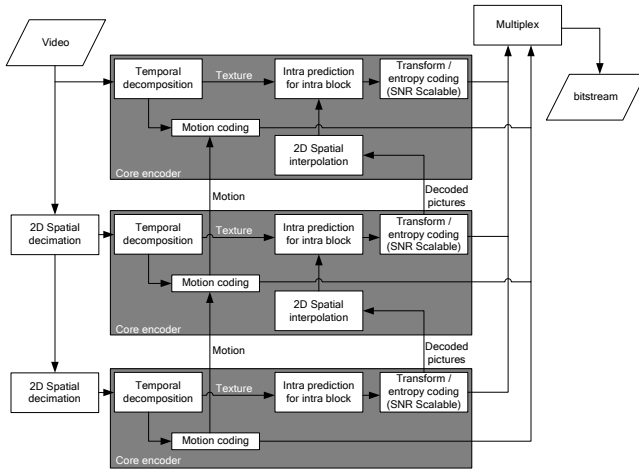 Video
Multiplex
bitstream
Temporal
decomposition
Texture
Intra prediction
for intra block
Transform /
entropy coding
(SNR Scalable)
Motion coding
2D Spatial
interpolation
Core encoder
Motion
Decoded
pictures
2D Spatial
decimation
Temporal
decomposition
Texture
Intra prediction
for intra block
Transform /
entropy coding
(SNR Scalable)
Motion coding
2D Spatial
interpolation
Core encoder
Motion
Decoded
pictures
2D Spatial
decimation
Temporal
decomposition
Texture
Intra prediction
for intra block
Transform /
entropy coding
(SNR Scalable)
Motion coding
Core encoder